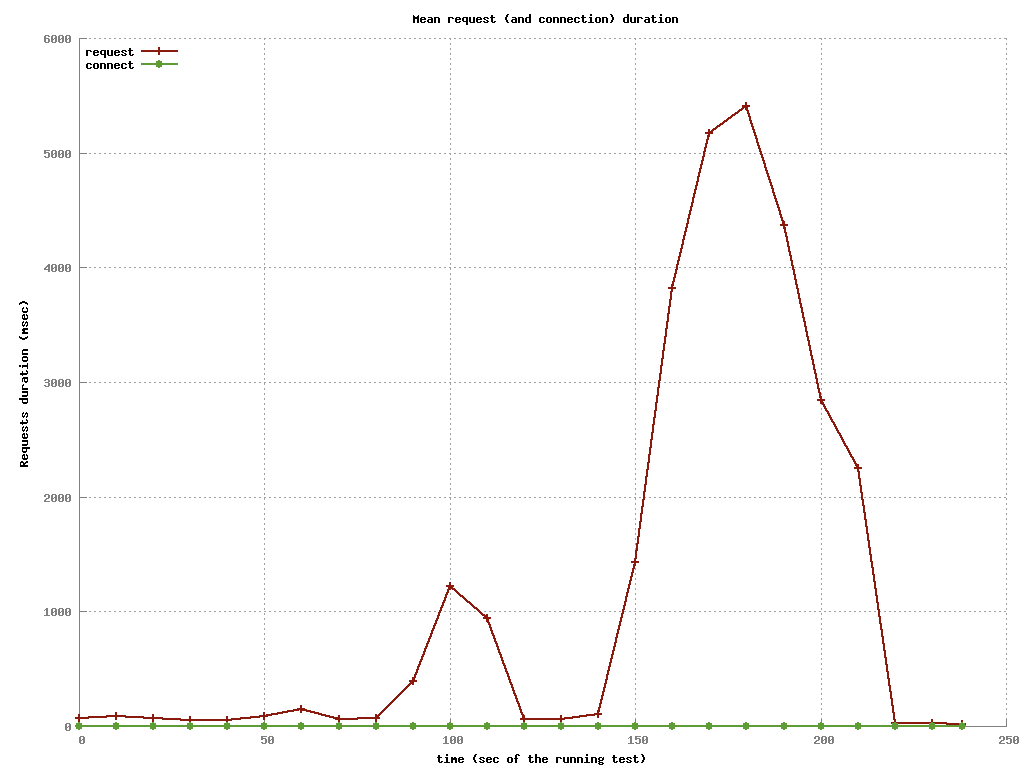 Mean request (and connection) duration
request
connect
6000
5000
4000
3000
2000
1000
0
Requests duration (msec)
0 50 100 150 200 250
time (sec of the running test)